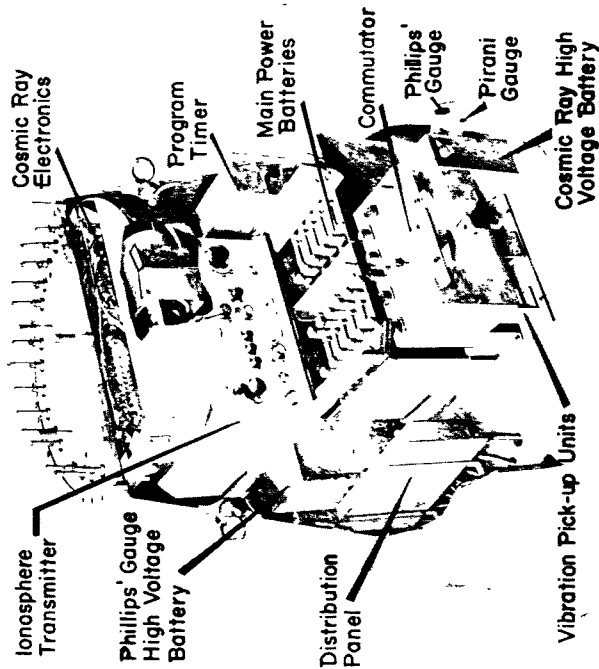 Cosmic Ray
Electronics
Program
Timer
Main Power
Batteries
Commutator
Phillips'
Gauge
Pirani
Gauge
Cosmic Ray High
Voltage Battery
Ionosphere
Transmitter
Phillips' Gauge
High Voltage
Battery
Distribution
Panel
Vibration Pick-up Units